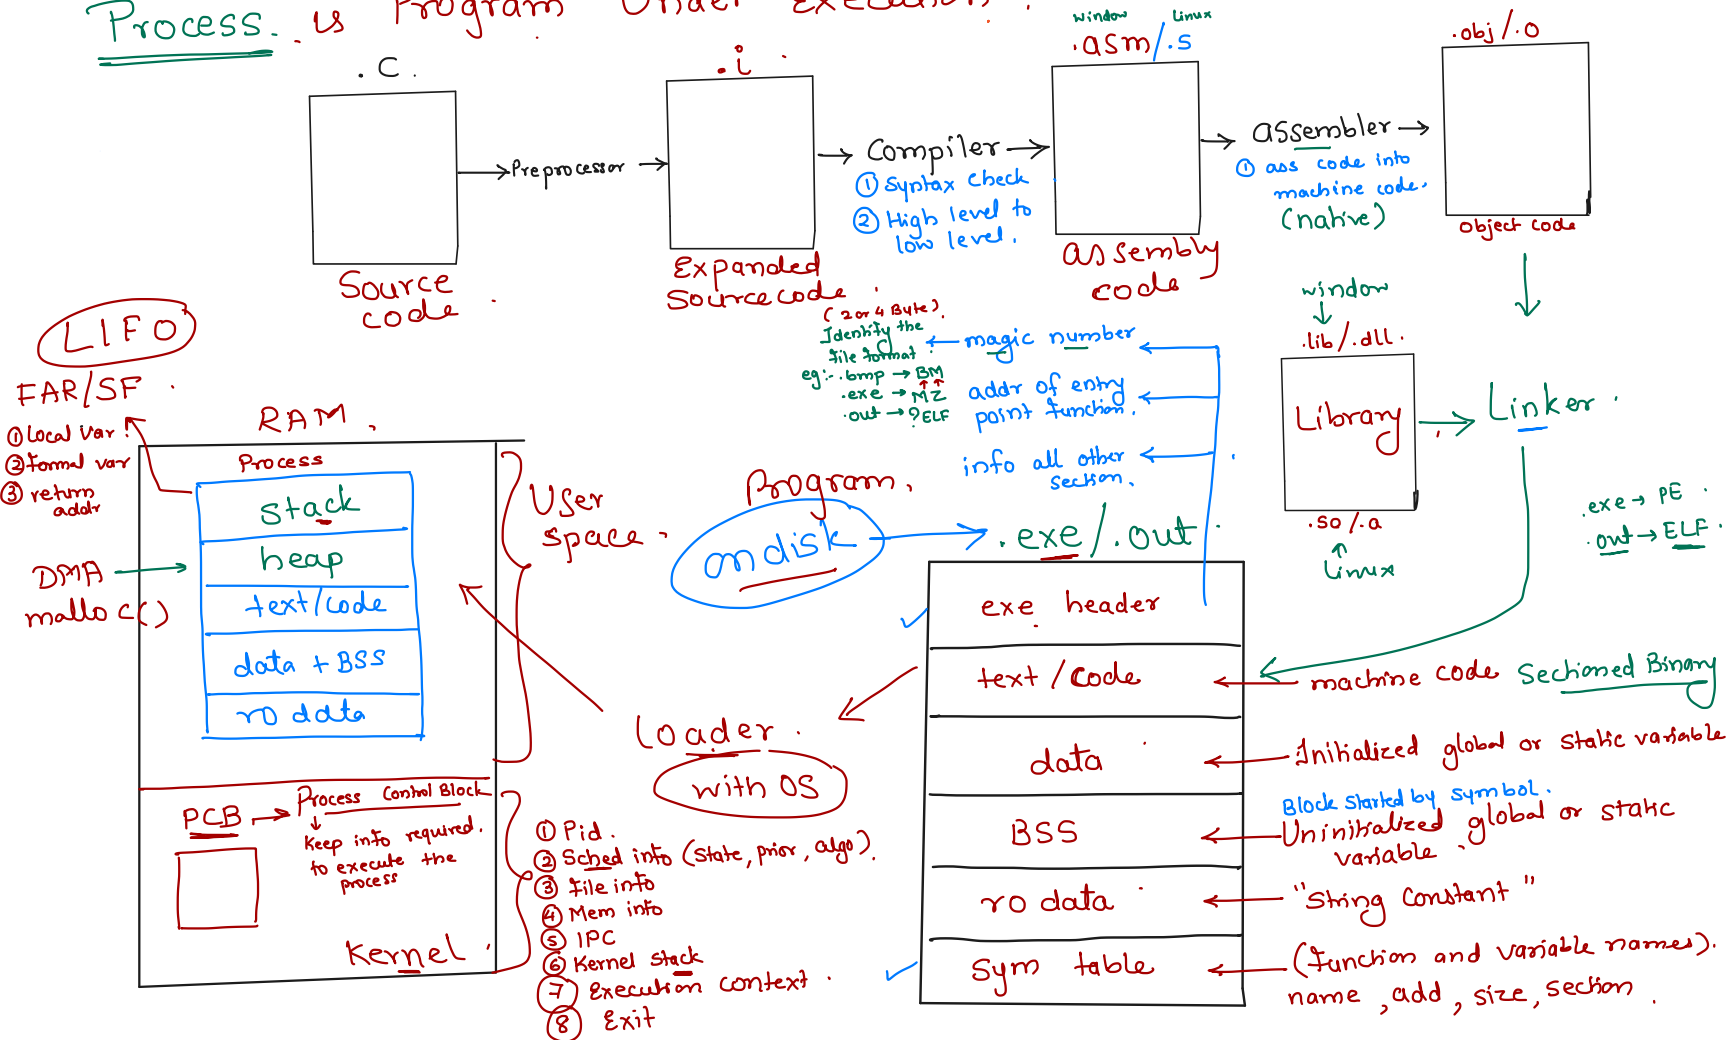 Process. is Program Under Execution.
window Linux
.c .
.i .
.asm/.s
.obj/.o
Preprocessor
Compiler
① Syntax Check
② High level to
low level.
assembler
① ass code into
machine code.
(native)
Source
code
Expanded
Sourcecode.
assembly
code
object code
window
.lib/.dll.
Library
.so/.a
Linux
Linker.
.exe → PE
.out → ELF
(2 or 4 Byte).
Identify the
file format.
eg:- .bmp → BM
.exe → MZ
.out → ? ELF
magic number
addr of entry
point function.
info all other
section.
LIFO
FAR/SF
① Local var.
② formal var
③ return
addr
DMA
malloc()
RAM
Process
stack
heap
text/code
data + BSS
ro data
User
space.
Program.
on disk
.exe/.out
exe header
text/code
data
BSS
ro data
sym table
machine code Sectioned Binary
Initialized global or static variable
Block started by symbol.
Uninitialized global or static
variable.
"String Constant"
(function and variable names).
name, add, size, section.
Loader.
with OS
PCB → Process Control Block
Keep info required.
to execute the
process
Kernel.
① Pid.
② Sched info (state, prior, algo).
③ file info
④ Mem info
⑤ IPC
⑥ Kernel stack
⑦ Execution context.
⑧ Exit